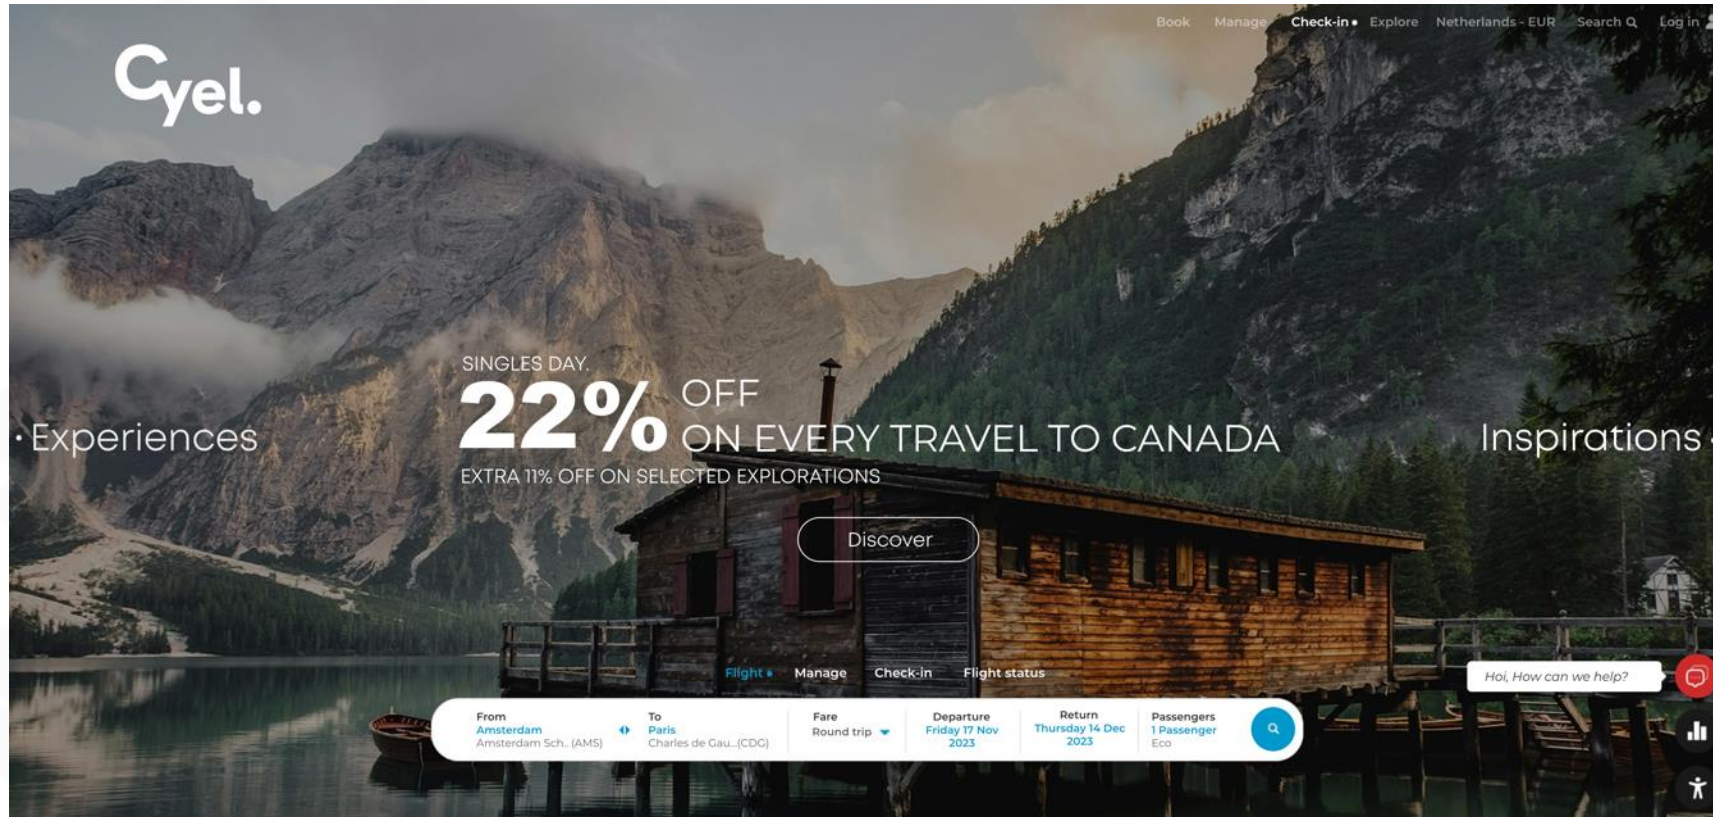 Book Manage Check-in • Explore Netherlands - EUR Search Log in
Cyel.
SINGLES DAY.
22% OFF
ON EVERY TRAVEL TO CANADA
EXTRA 11% OFF ON SELECTED EXPLORATIONS
• Experiences
Inspirations
Discover
Flight • Manage Check-in Flight status
Hoi, How can we help?
From
Amsterdam
Amsterdam Sch.. (AMS)
To
Paris
Charles de Gau...(CDG)
Fare
Round trip
Departure
Friday 17 Nov
2023
Return
Thursday 14 Dec
2023
Passengers
1 Passenger
Eco